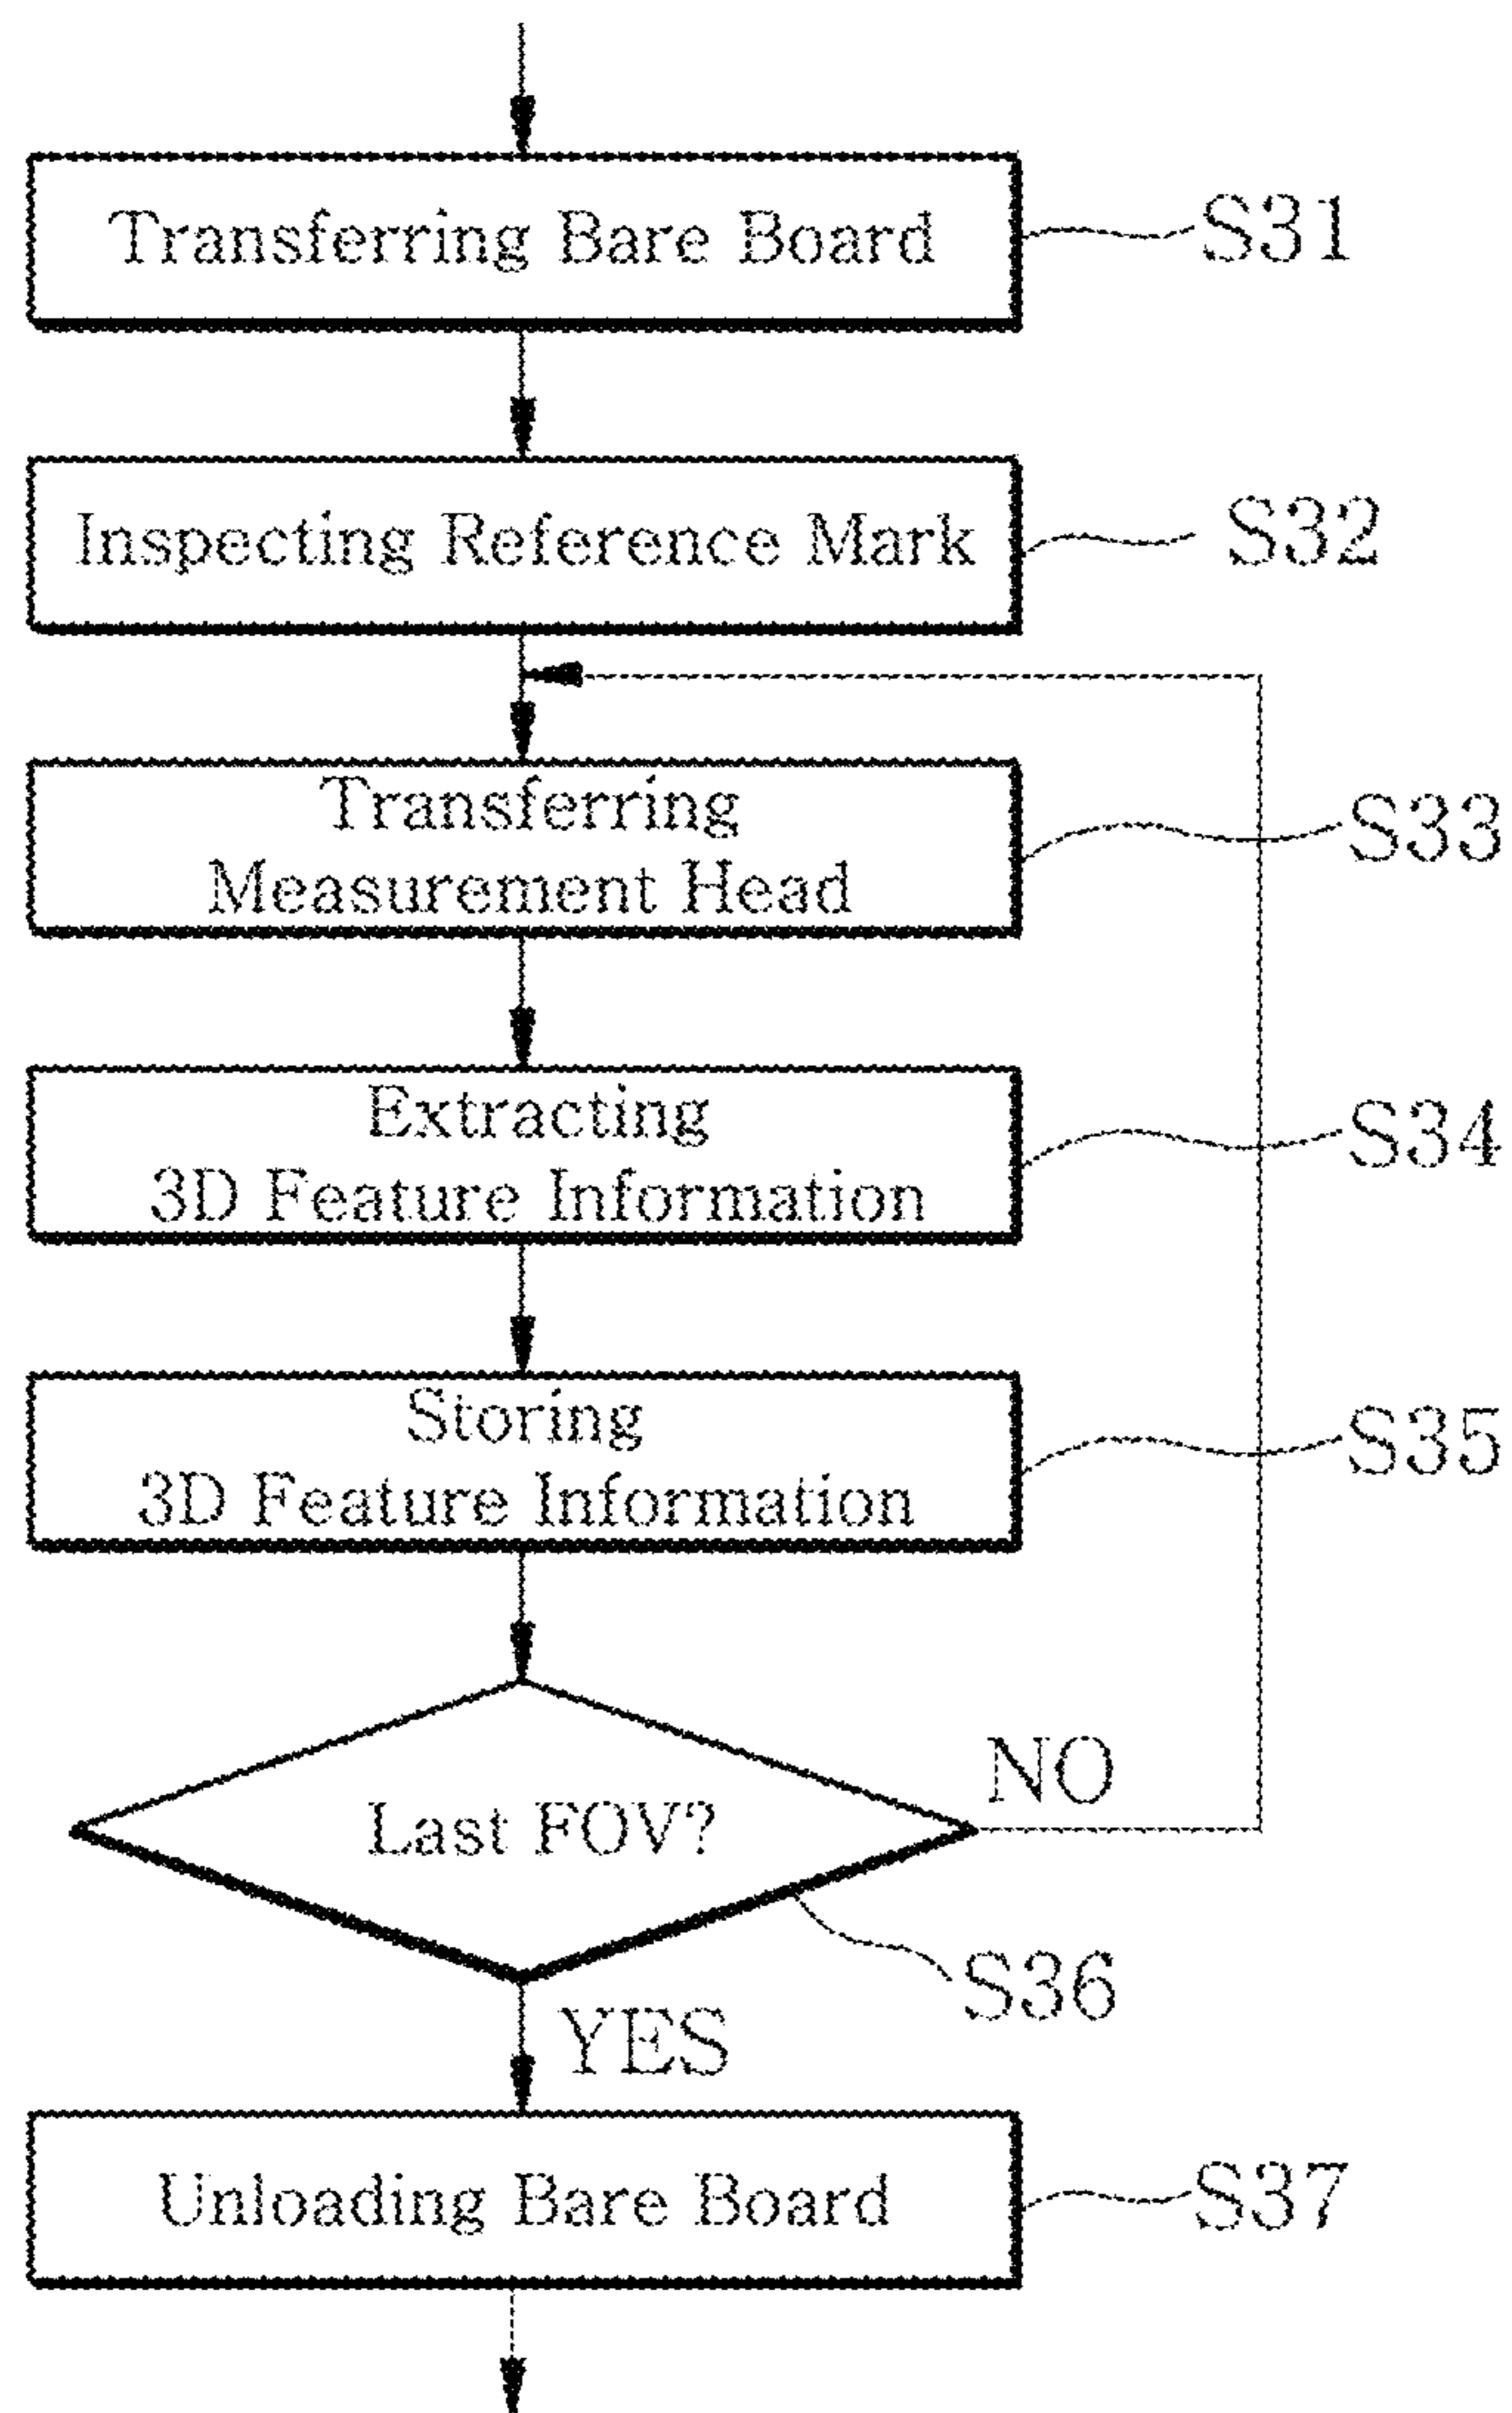 Transferring Bare Board
S31
Inspecting Reference Mark
S32
Transferring
Measurement Head
S33
Extracting
3D Feature Information
S34
Storing
3D Feature Information
S35
Last FOV?
NO
S36
YES
Unloading Bare Board
S37